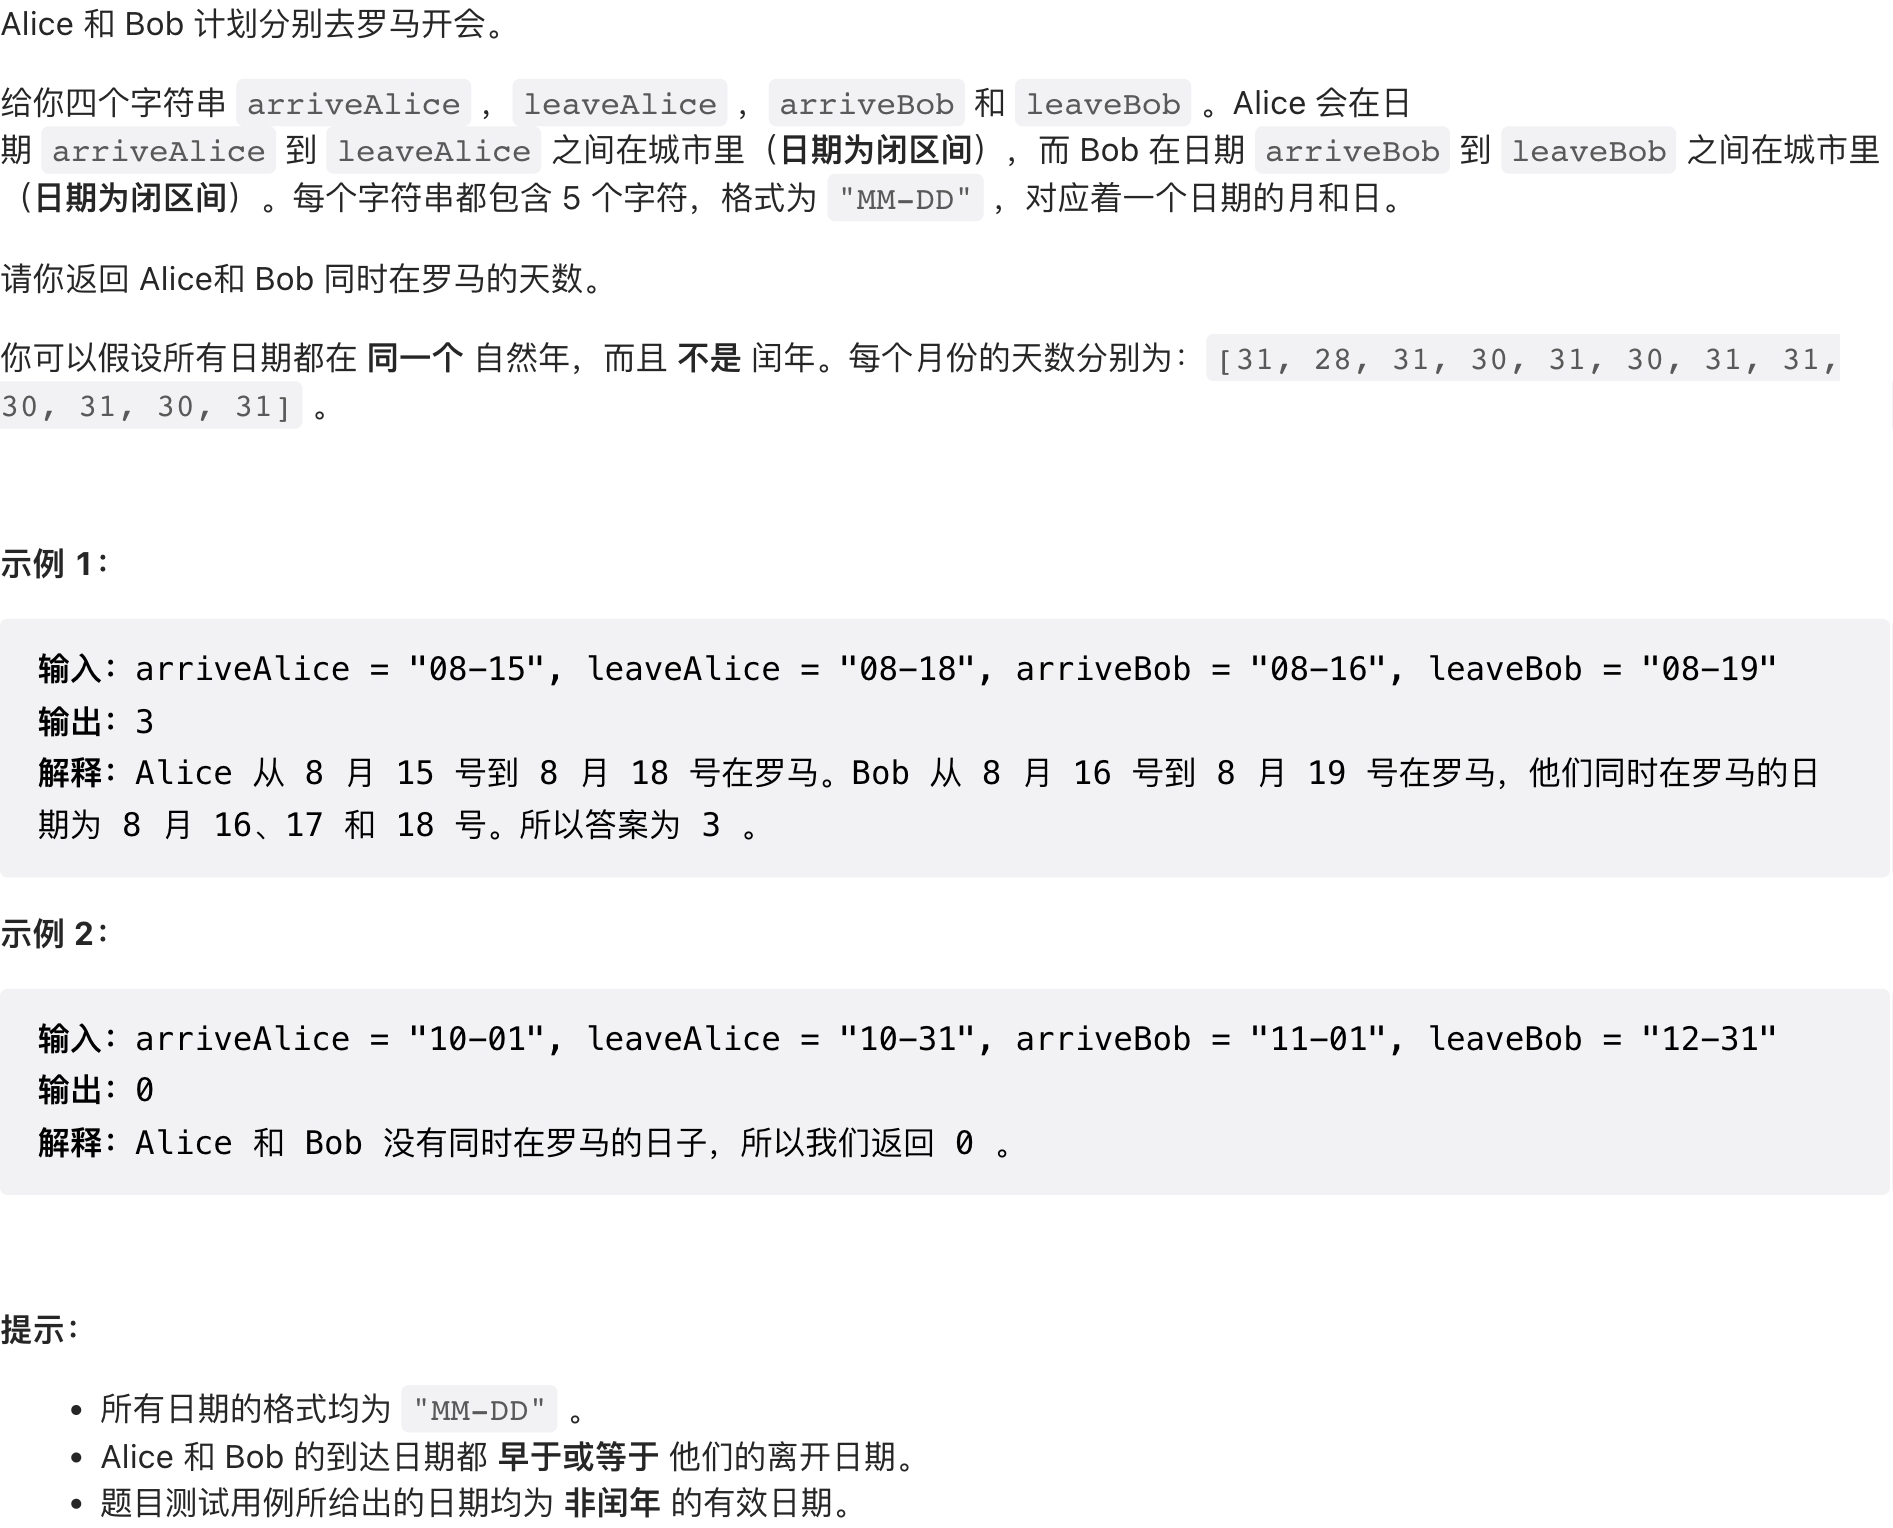 Alice 和 Bob 计划分别去罗马开会。
给你四个字符串 arriveAlice ，leaveAlice ，arriveBob 和 leaveBob 。Alice 会在日
期 arriveAlice 到 leaveAlice 之间在城市里（日期为闭区间），而 Bob 在日期 arriveBob 到 leaveBob 之间在城市里
（日期为闭区间）。每个字符串都包含 5 个字符，格式为 "MM-DD" ，对应着一个日期的月和日。
请你返回 Alice和 Bob 同时在罗马的天数。
你可以假设所有日期都在 同一个 自然年，而且 不是 闰年。每个月份的天数分别为：[31, 28, 31, 30, 31, 30, 31, 31,
30, 31, 30, 31] 。
示例 1：
输入：arriveAlice = "08-15", leaveAlice = "08-18", arriveBob = "08-16", leaveBob = "08-19"
输出：3
解释：Alice 从 8 月 15 号到 8 月 18 号在罗马。Bob 从 8 月 16 号到 8 月 19 号在罗马，他们同时在罗马的日
期为 8 月 16、17 和 18 号。所以答案为 3 。
示例 2：
输入：arriveAlice = "10-01", leaveAlice = "10-31", arriveBob = "11-01", leaveBob = "12-31"
输出：0
解释：Alice 和 Bob 没有同时在罗马的日子，所以我们返回 0 。
提示：
• 所有日期的格式均为 "MM-DD" 。
• Alice 和 Bob 的到达日期都 早于或等于 他们的离开日期。
• 题目测试用例所给出的日期均为 非闰年 的有效日期。